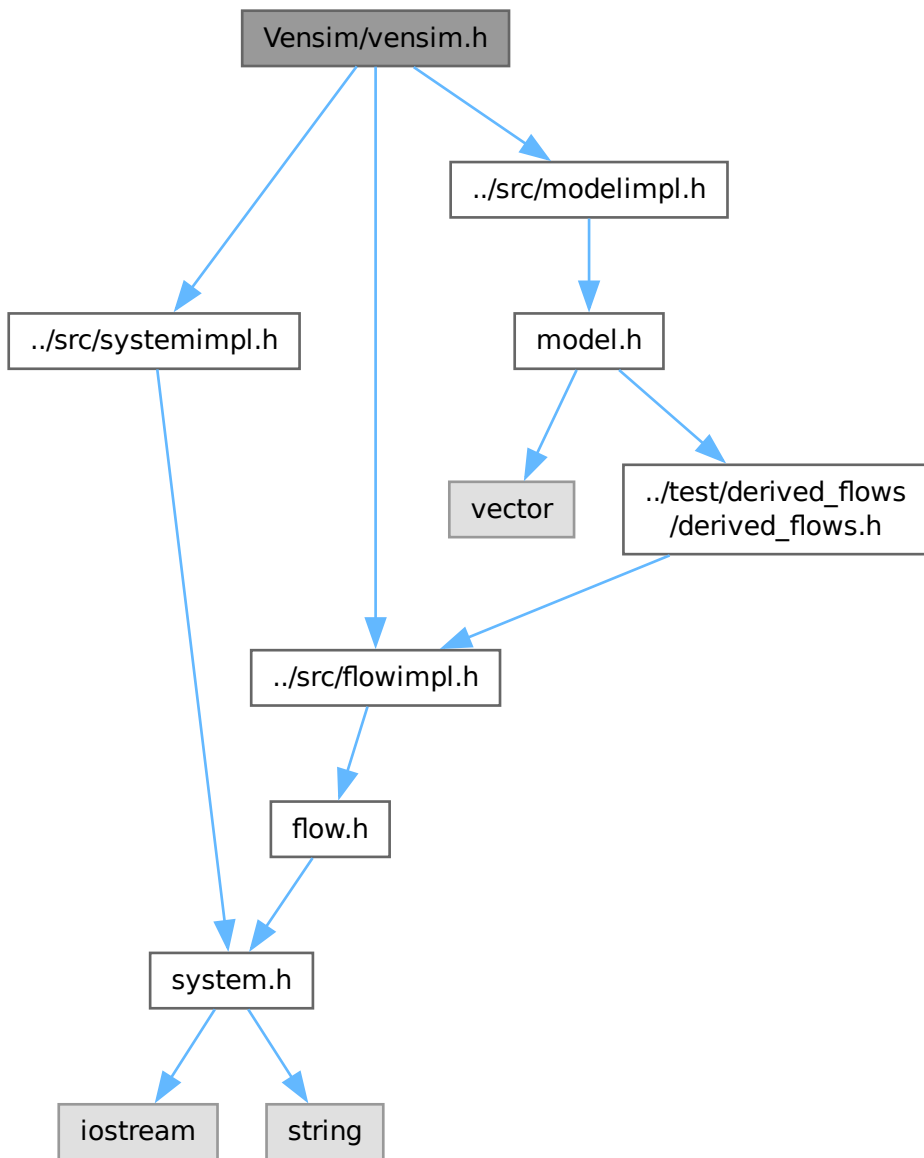 Vensim/vensim.h
../src/modelimpl.h
../src/systemimpl.h
model.h
vector
../test/derived_flows
/derived_flows.h
../src/flowimpl.h
flow.h
system.h
iostream
string